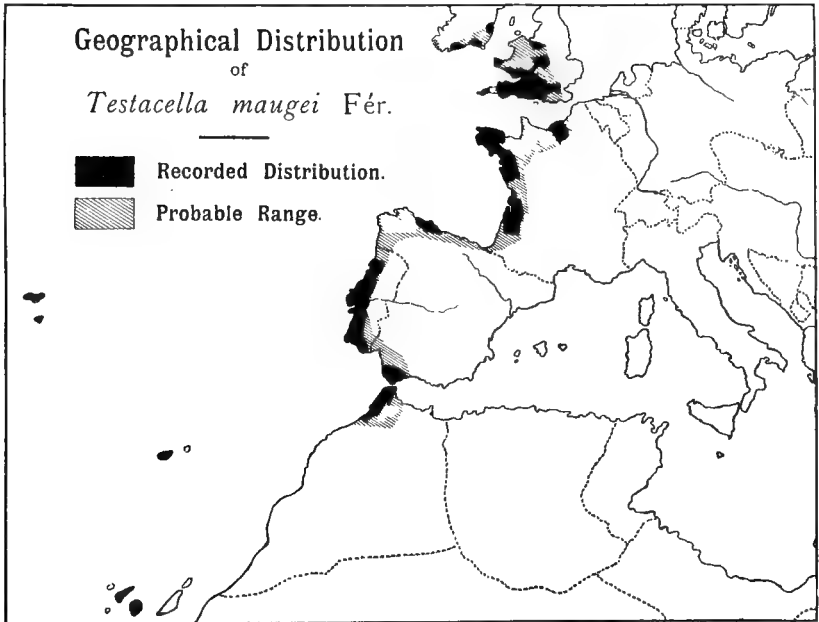 Geographical Distribution
of
Testacella maugei Fér.
Recorded Distribution.
Probable Range.